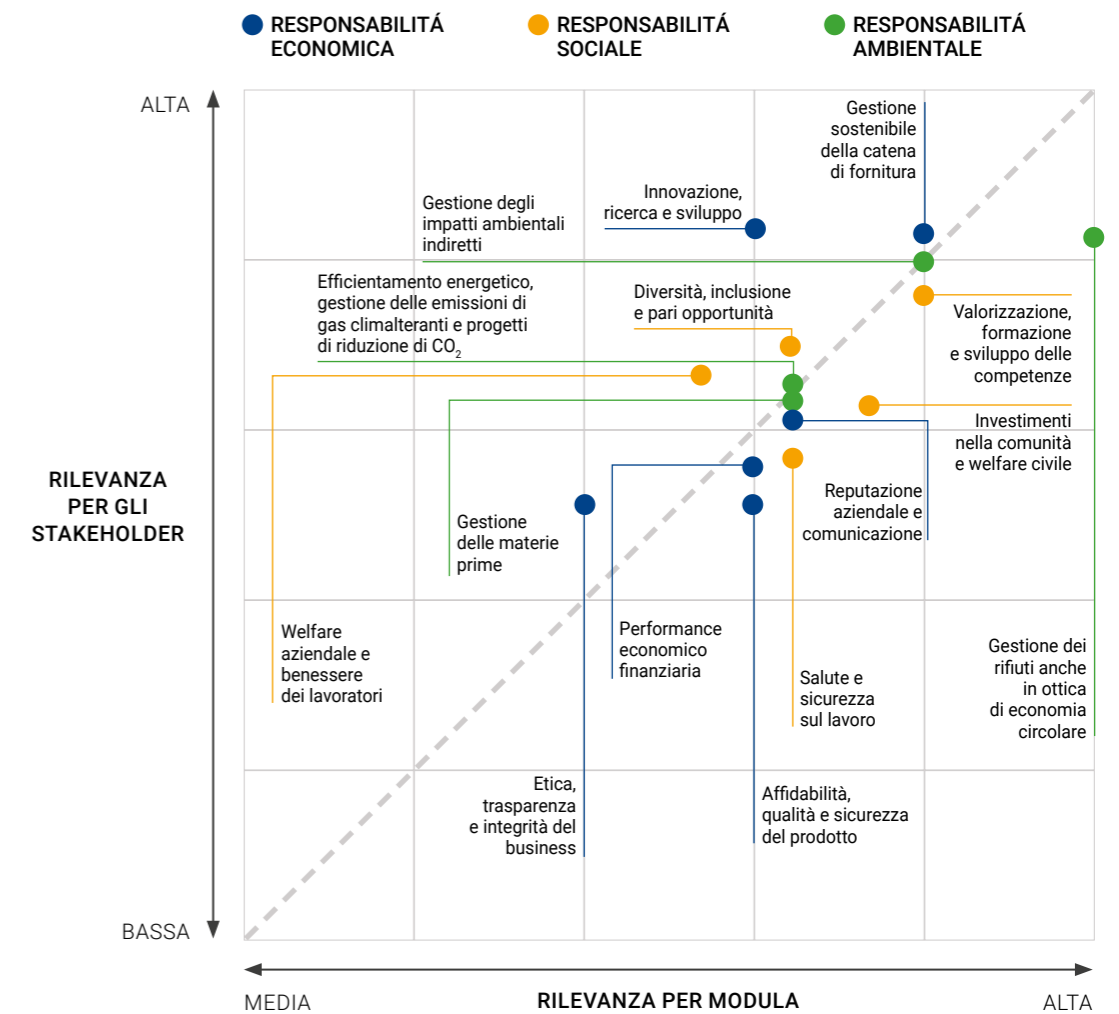 RESPONSABILITÁ
ECONOMICA
RESPONSABILITÁ
SOCIALE
RESPONSABILITÁ
AMBIENTALE
ALTA
Gestione
sostenibile
della catena
di fornitura
Innovazione,
ricerca e sviluppo
Gestione degli
impatti ambientali
indiretti
Efficientamento energetico,
gestione delle emissioni di
gas climalteranti e progetti
di riduzione di CO₂
Diversità, inclusione
e pari opportunità
Valorizzazione,
formazione
e sviluppo delle
competenze
Investimenti
nella comunità
e welfare civile
RILEVANZA
PER GLI
STAKEHOLDER
Reputazione
aziendale e
comunicazione
Gestione
delle materie
prime
Welfare
aziendale e
benessere
dei lavoratori
Performance
economico
finanziaria
Salute e
sicurezza
sul lavoro
Gestione dei
rifiuti anche
in ottica
di economia
circolare
Etica,
trasparenza
e integrità del
business
Affidabilità,
qualità e sicurezza
del prodotto
BASSA
MEDIA
RILEVANZA PER MODULA
ALTA